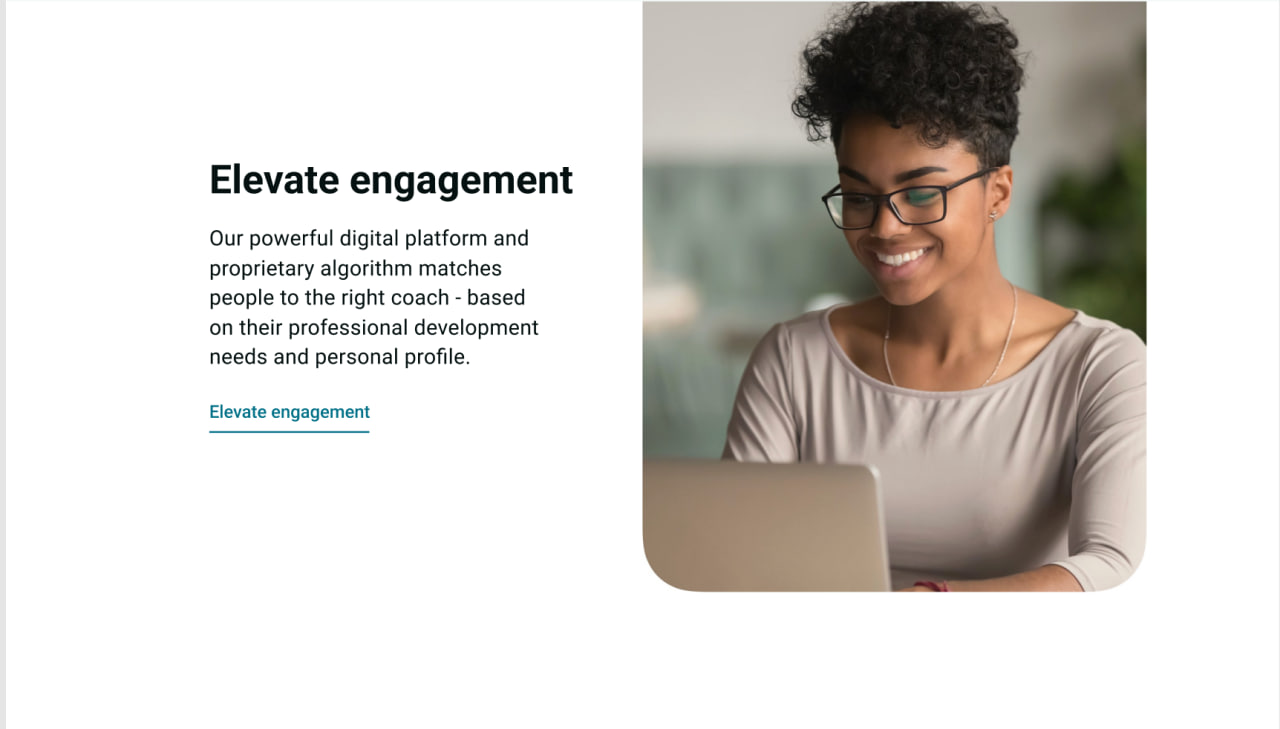 Elevate engagement
Our powerful digital platform and
proprietary algorithm matches
people to the right coach - based
on their professional development
needs and personal profile.
Elevate engagement